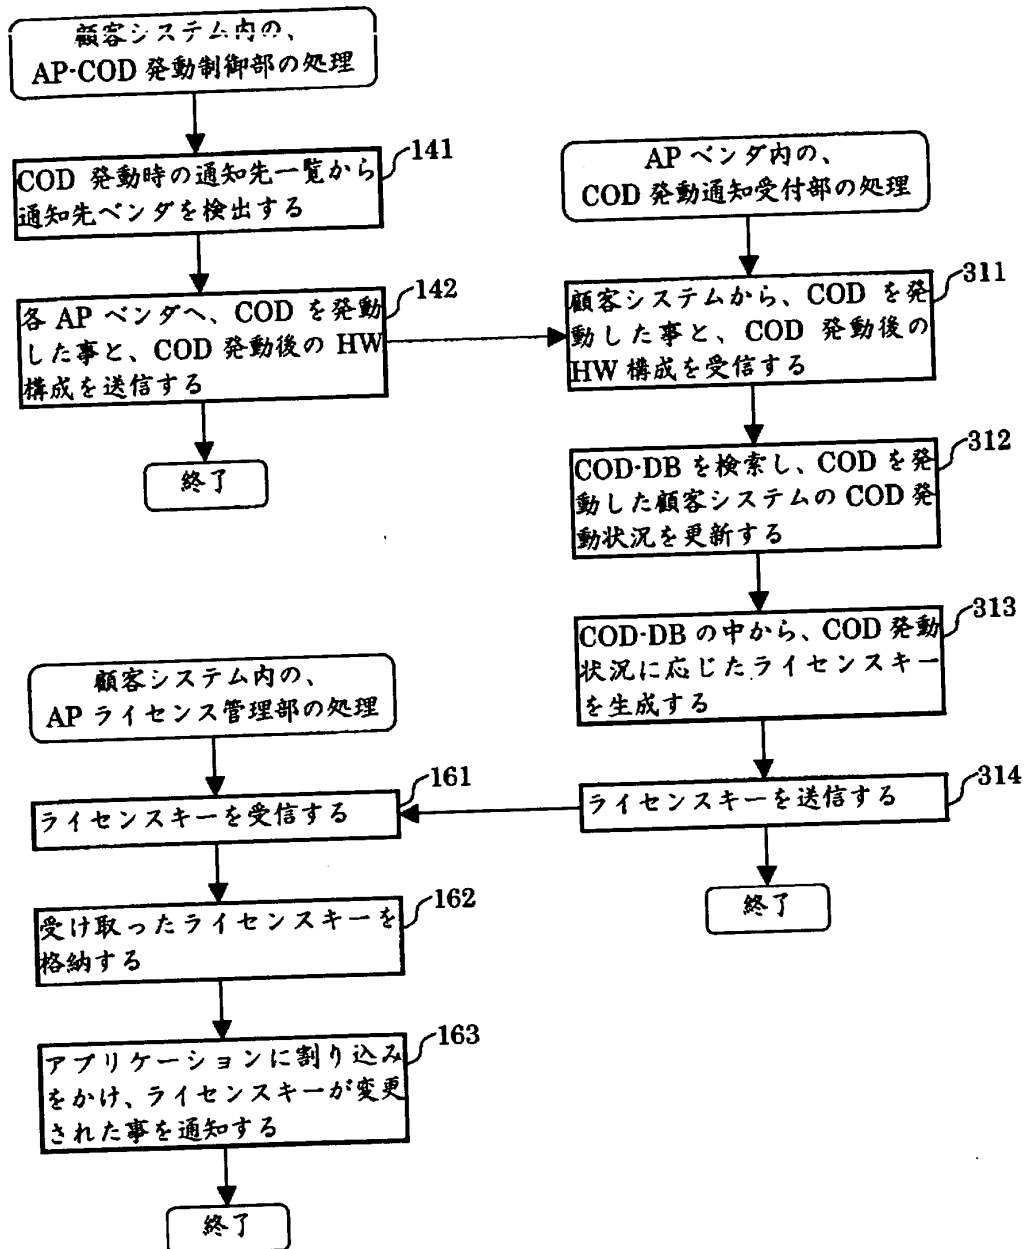 顧客システム内の、
AP·COD 発動制御部の処理
141
COD 発動時の通知先一覧から
通知先ベンダを検出する
142
各 AP ベンダへ、COD を発動
した事と、COD 発動後の HW
構成を送信する
終了
AP ベンダ内の、
COD 発動通知受付部の処理
311
顧客システムから、COD を発
動した事と、COD 発動後の
HW 構成を受信する
312
COD·DB を検索し、COD を発
動した顧客システムの COD 発
動状況を更新する
313
COD·DB の中から、COD 発動
状況に応じたライセンスキー
を生成する
314
ライセンスキーを送信する
終了
顧客システム内の、
AP ライセンス管理部の処理
161
ライセンスキーを受信する
162
受け取ったライセンスキーを
格納する
163
アプリケーションに割り込み
をかけ、ライセンスキーが変更
された事を通知する
終了